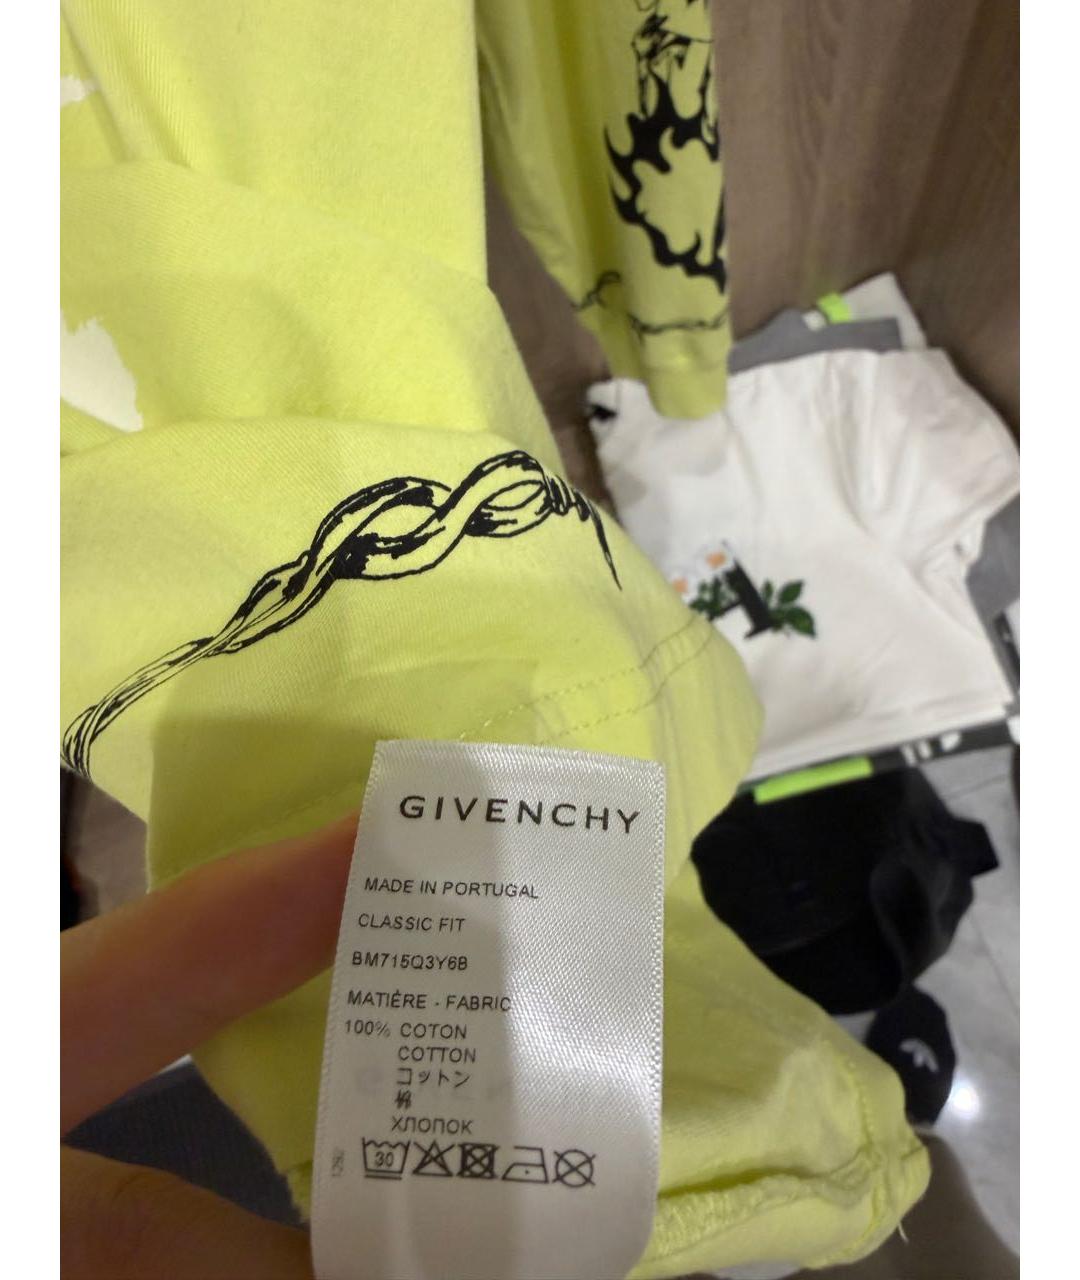 GIVENCHY
MADE IN PORTUGAL
CLASSIC FIT
BM715Q3Y6B
MATIÈRE - FABRIC
100% COTON
COTTON
コットン
棉
ХЛОПОК
30